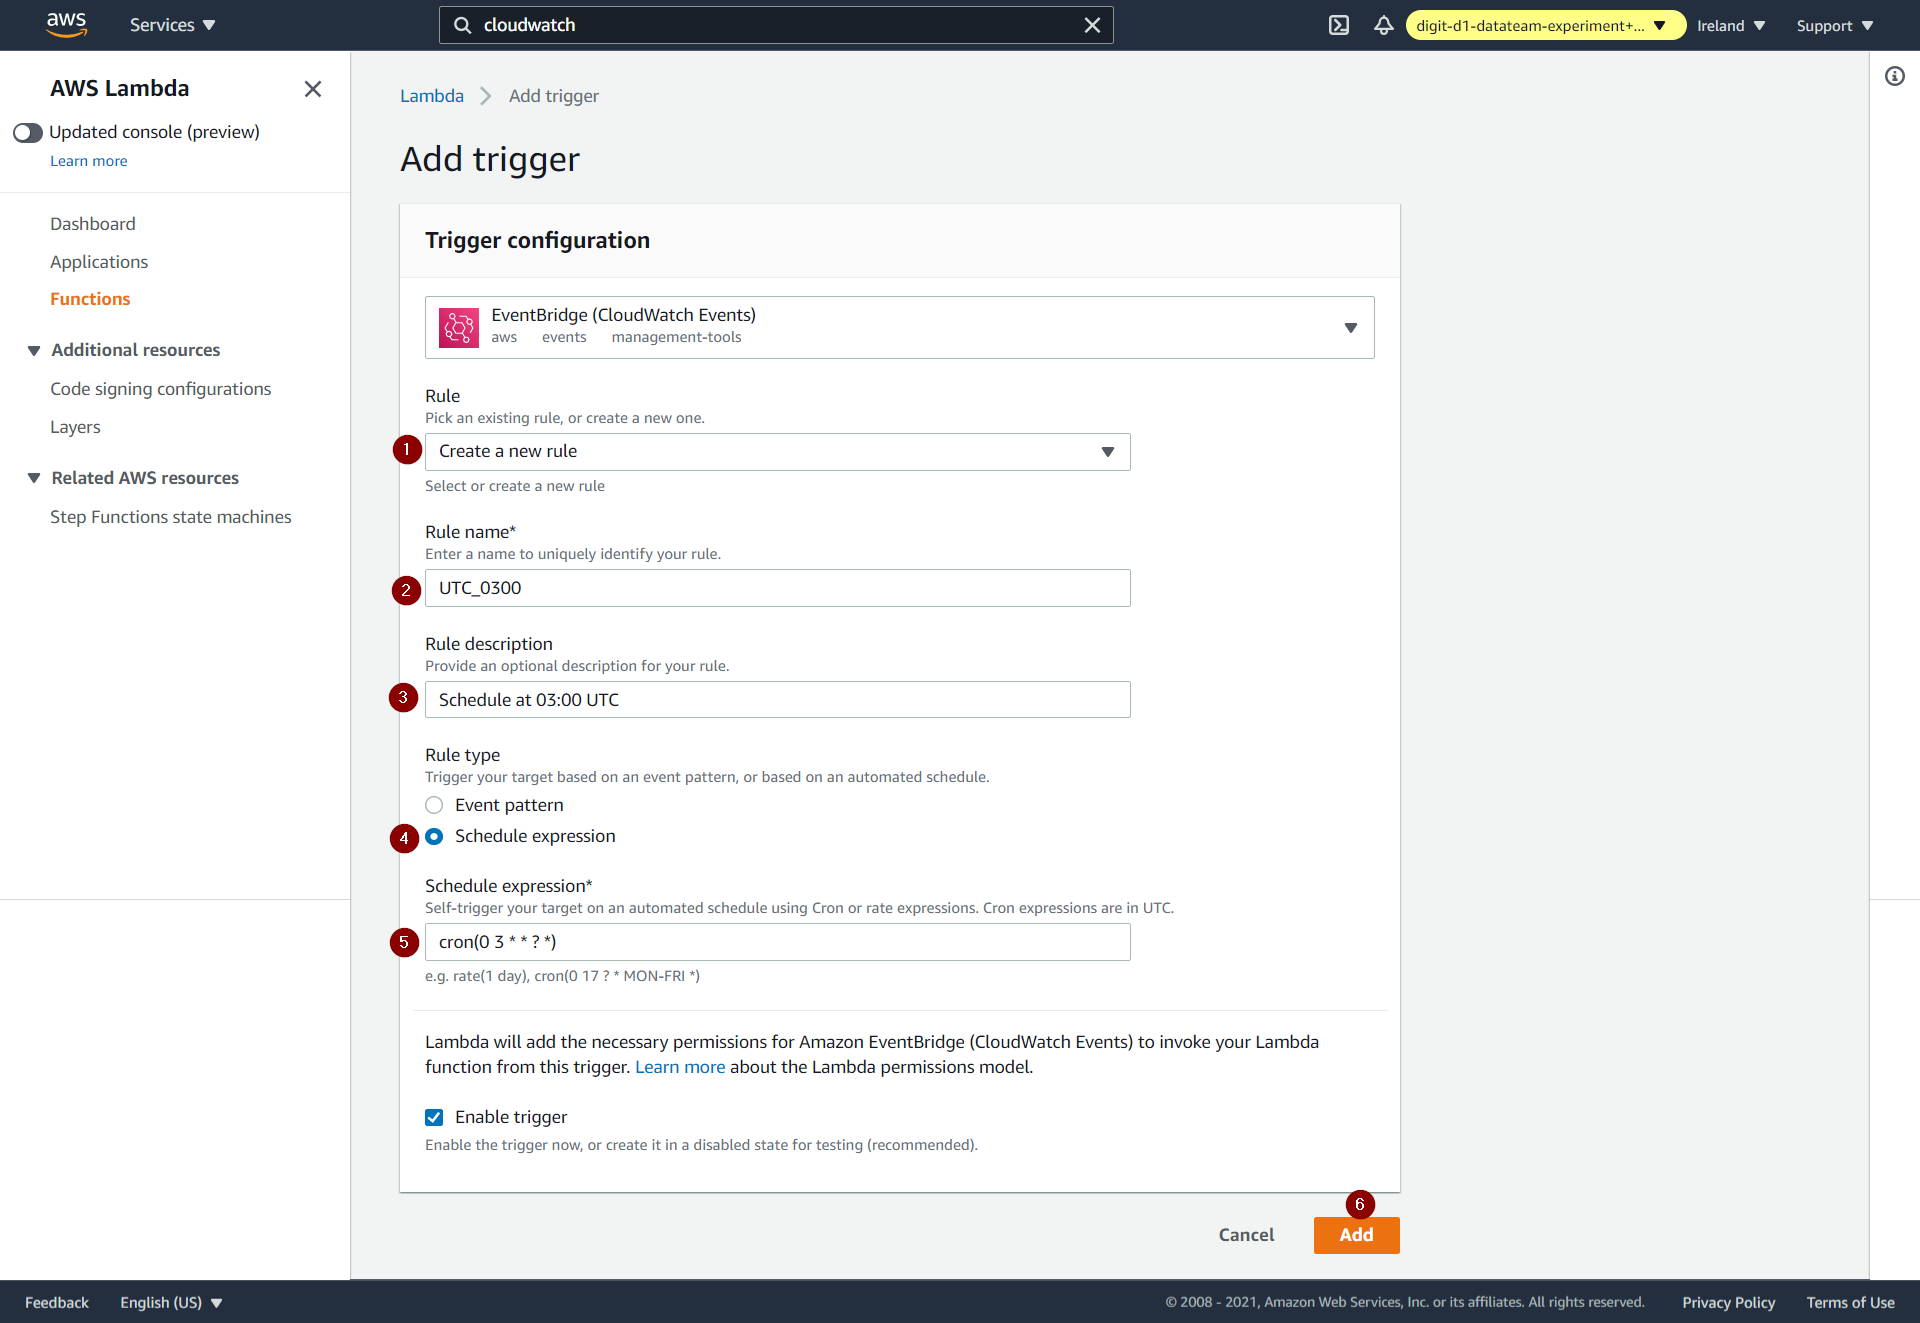 aws
Services
cloudwatch
digit-d1-datateam-experiment+...
Ireland
Support
AWS Lambda
Updated console (preview)
Learn more
Dashboard
Applications
Functions
Additional resources
Code signing configurations
Layers
Related AWS resources
Step Functions state machines
Lambda
Add trigger
Add trigger
Trigger configuration
EventBridge (CloudWatch Events)
aws events management-tools
Rule
Pick an existing rule, or create a new one.
1
Create a new rule
Select or create a new rule
Rule name*
Enter a name to uniquely identify your rule.
2
UTC_0300
Rule description
Provide an optional description for your rule.
3
Schedule at 03:00 UTC
Rule type
Trigger your target based on an event pattern, or based on an automated schedule.
Event pattern
4
Schedule expression
Schedule expression*
Self-trigger your target on an automated schedule using Cron or rate expressions. Cron expressions are in UTC.
5
cron(0 3 * * ? *)
e.g. rate(1 day), cron(0 17 ? * MON-FRI *)
Lambda will add the necessary permissions for Amazon EventBridge (CloudWatch Events) to invoke your Lambda
function from this trigger. Learn more about the Lambda permissions model.
Enable trigger
Enable the trigger now, or create it in a disabled state for testing (recommended).
6
Cancel
Add
Feedback
English (US)
© 2008 - 2021, Amazon Web Services, Inc. or its affiliates. All rights reserved.
Privacy Policy
Terms of Use